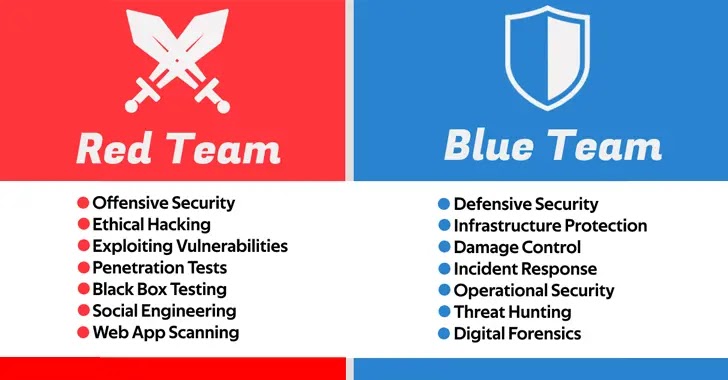 Red Team
Offensive Security
Ethical Hacking
Exploiting Vulnerabilities
Penetration Tests
Black Box Testing
Social Engineering
Web App Scanning
Blue Team
Defensive Security
Infrastructure Protection
Damage Control
Incident Response
Operational Security
Threat Hunting
Digital Forensics